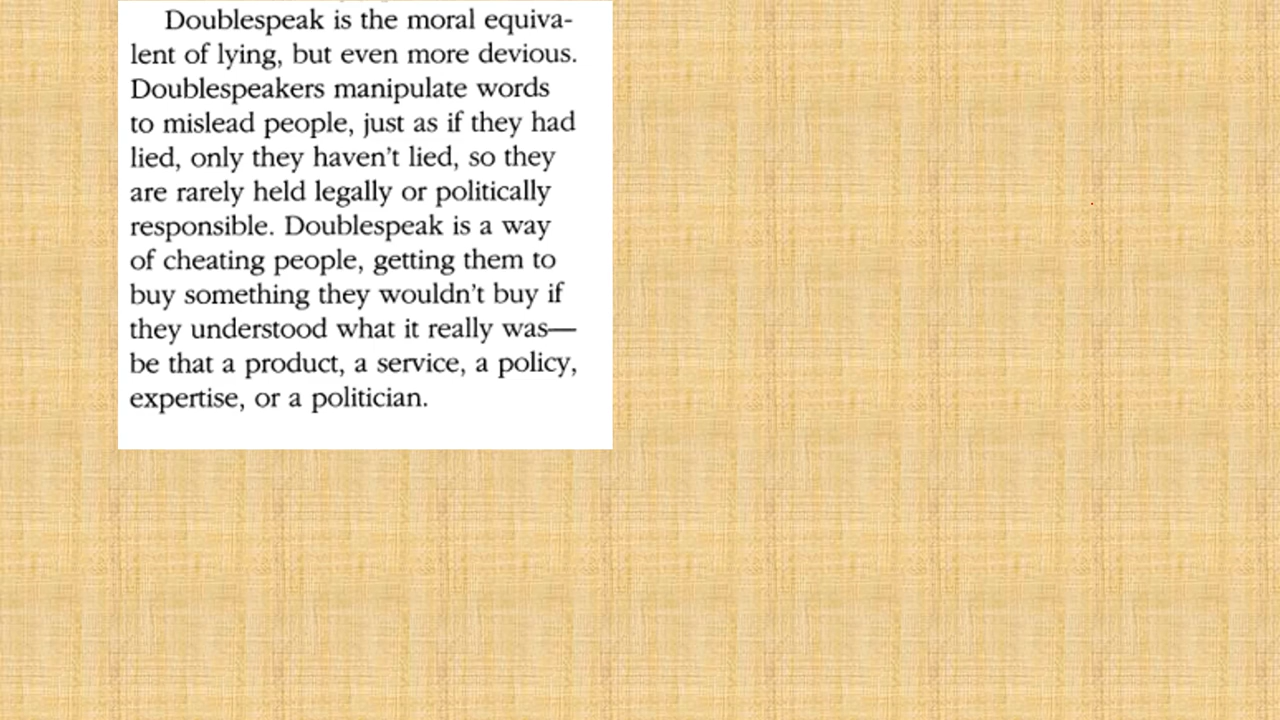 Doublespeak is the moral equiva-
lent of lying, but even more devious.
Doublespeakers manipulate words
to mislead people, just as if they had
lied, only they haven't lied, so they
are rarely held legally or politically
responsible. Doublespeak is a way
of cheating people, getting them to
buy something they wouldn't buy if
they understood what it really was—
be that a product, a service, a policy,
expertise, or a politician.